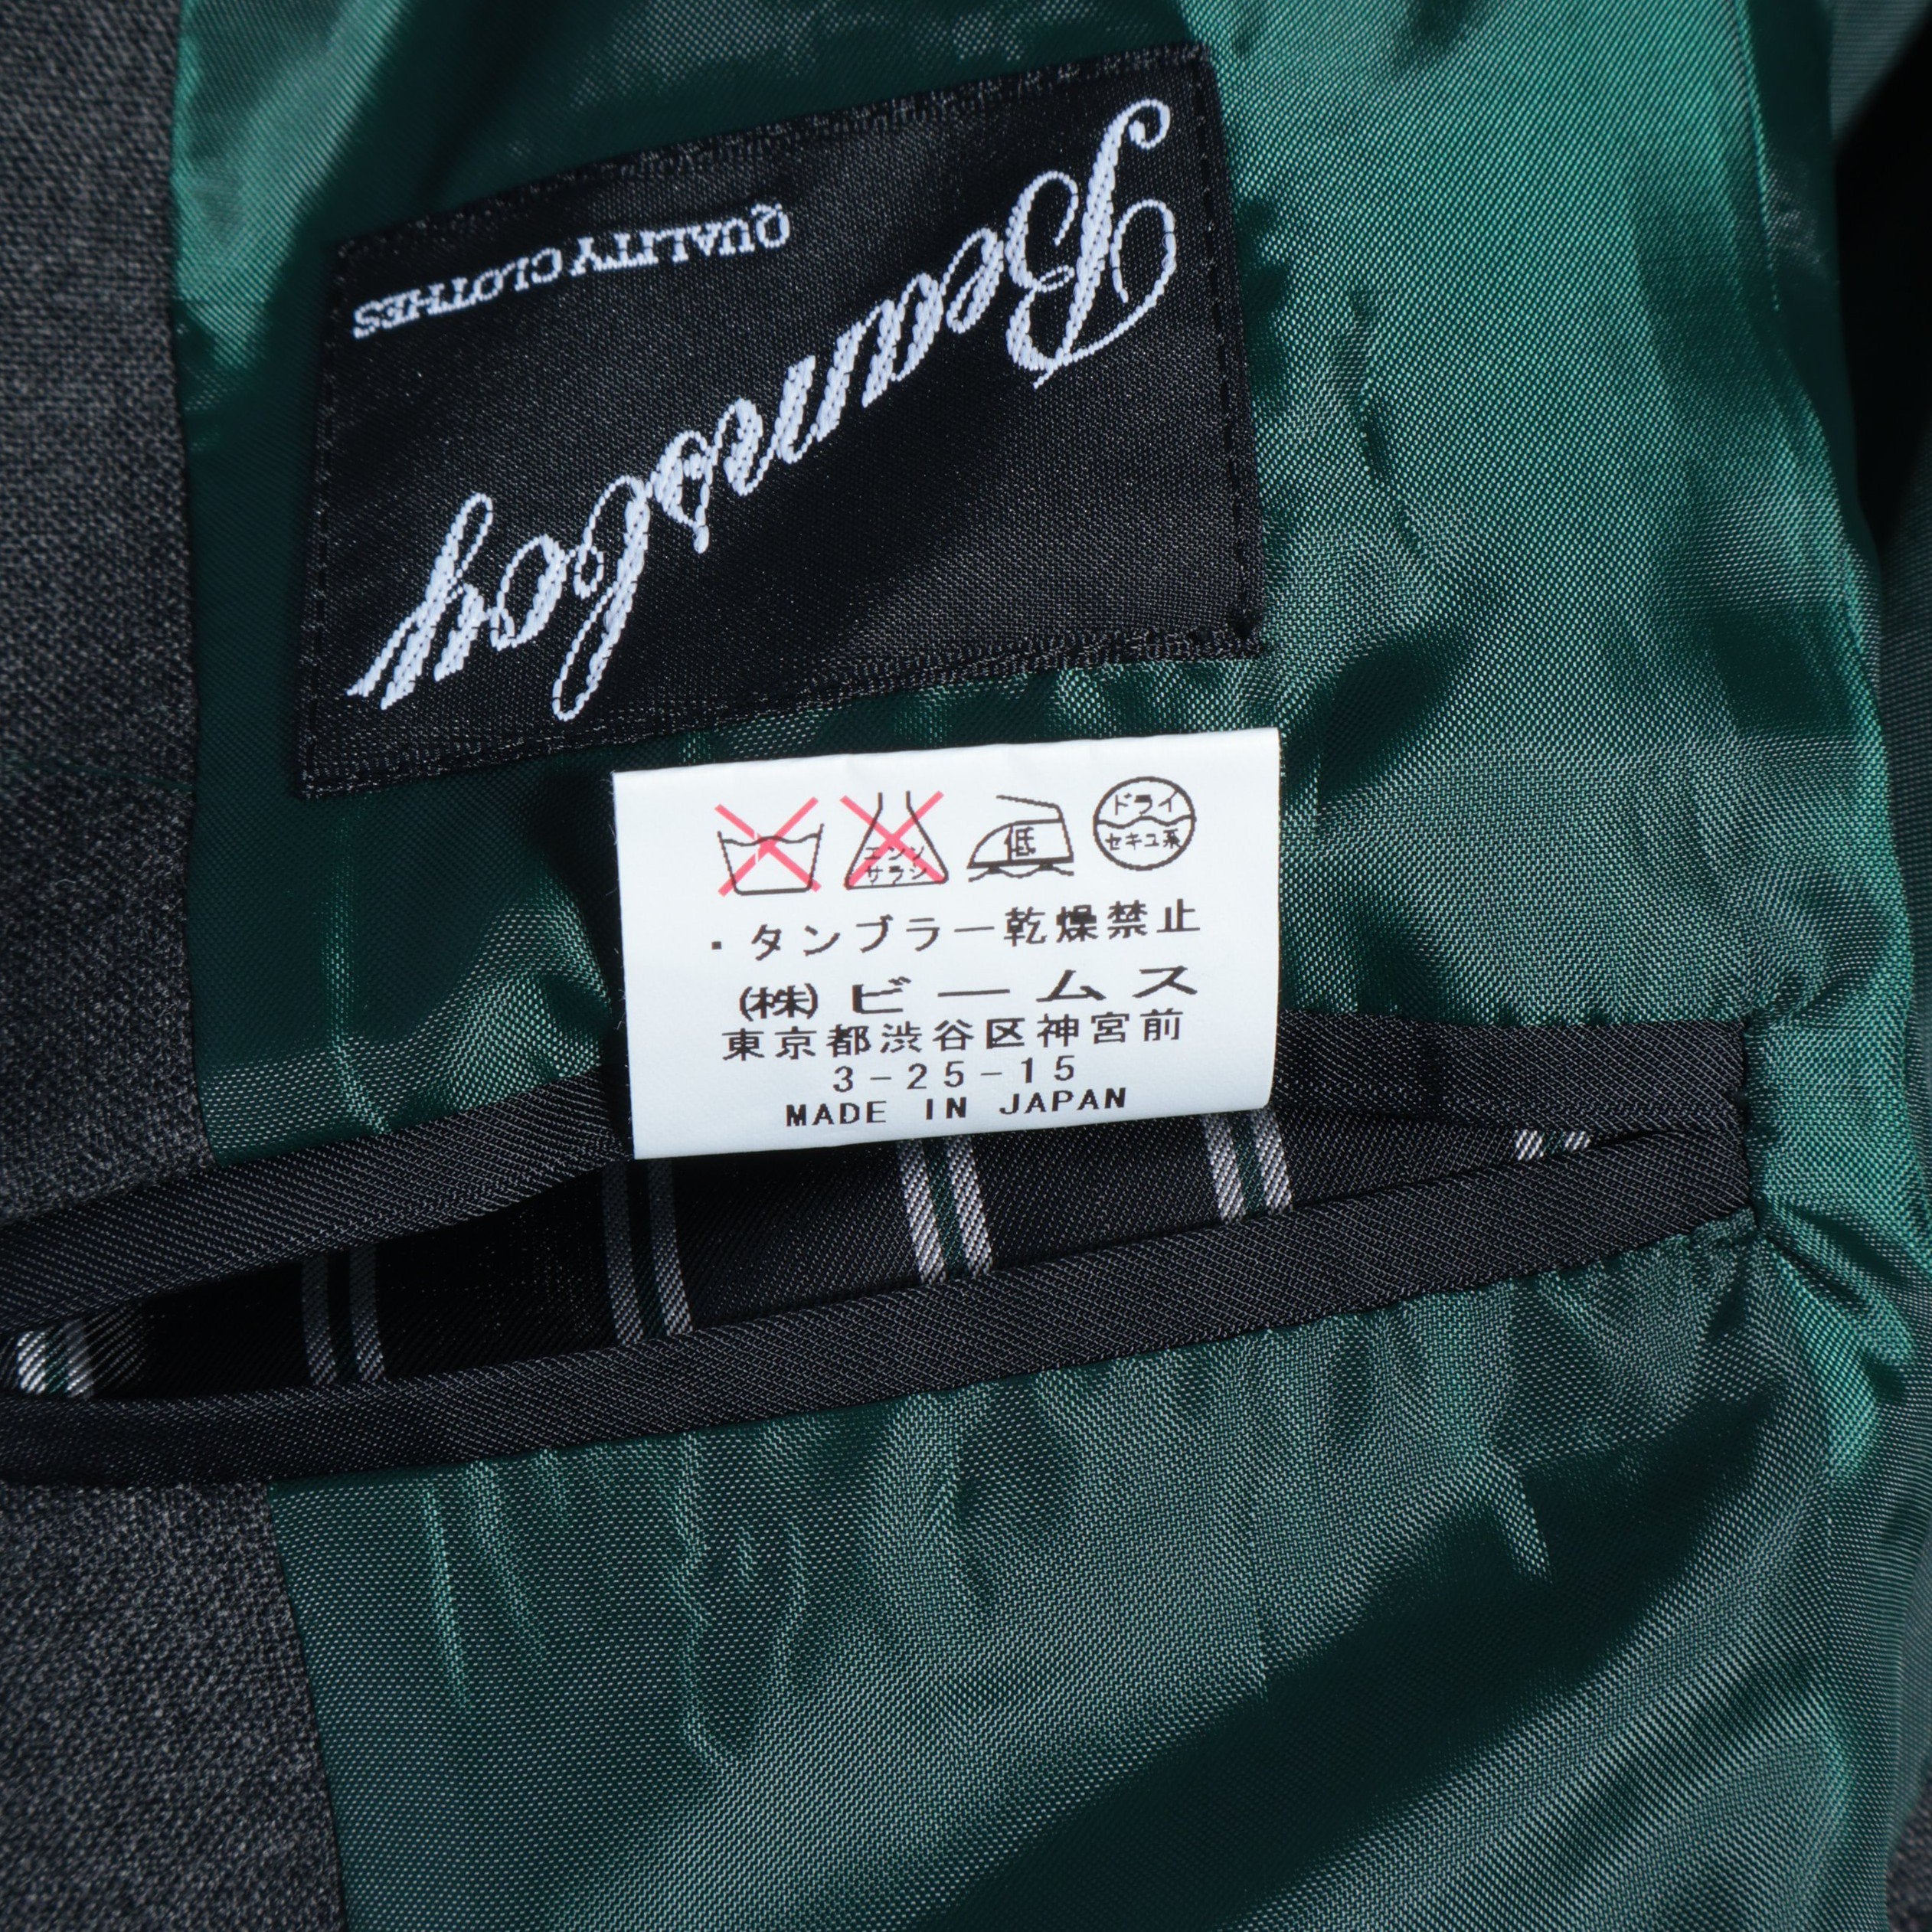 Beamsboy
QUALITY CLOTHES
エンソ
サラシ
低
ドライ
セキユ系
・タンブラー乾燥禁止
(株)ビームス
東京都渋谷区神宮前
3-25-15
MADE IN JAPAN